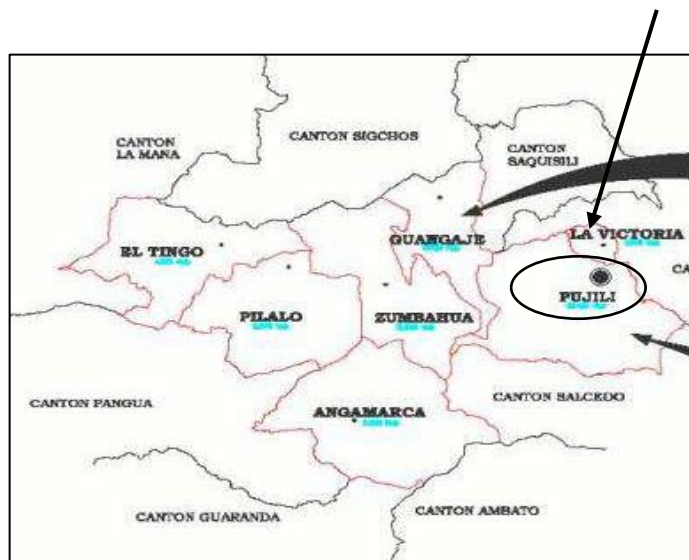 CANTON SIGCHOS
CANTON
LA MANA
CANTON
SAQUISILI
GUANGAJE
LA VICTORIA
EL TINGO
CA
PUJILI
PILALO
ZUMBAHUA
CANTON PANGUA
ANGAMARCA
CANTON SALCEDO
CANTON GUARANDA
CANTON AMBATO